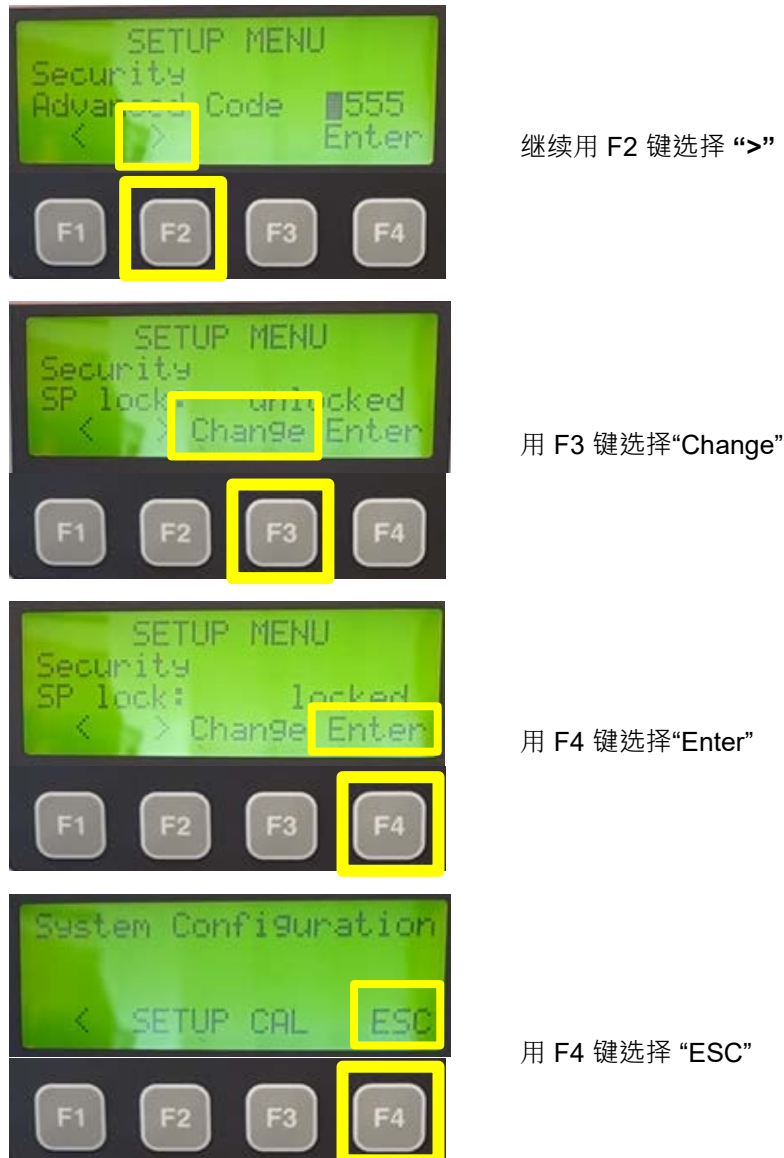 SETUP MENU
Security
Advanced Code 555
< > Enter
继续用 F2 键选择 “>”
F1 F2 F3 F4
SETUP MENU
Security
SP lock: unlocked
< > Change Enter
用 F3 键选择“Change”
F1 F2 F3 F4
SETUP MENU
Security
SP lock: locked
< > Change Enter
用 F4 键选择“Enter”
F1 F2 F3 F4
System Configuration
< SETUP CAL ESC
用 F4 键选择 “ESC”
F1 F2 F3 F4